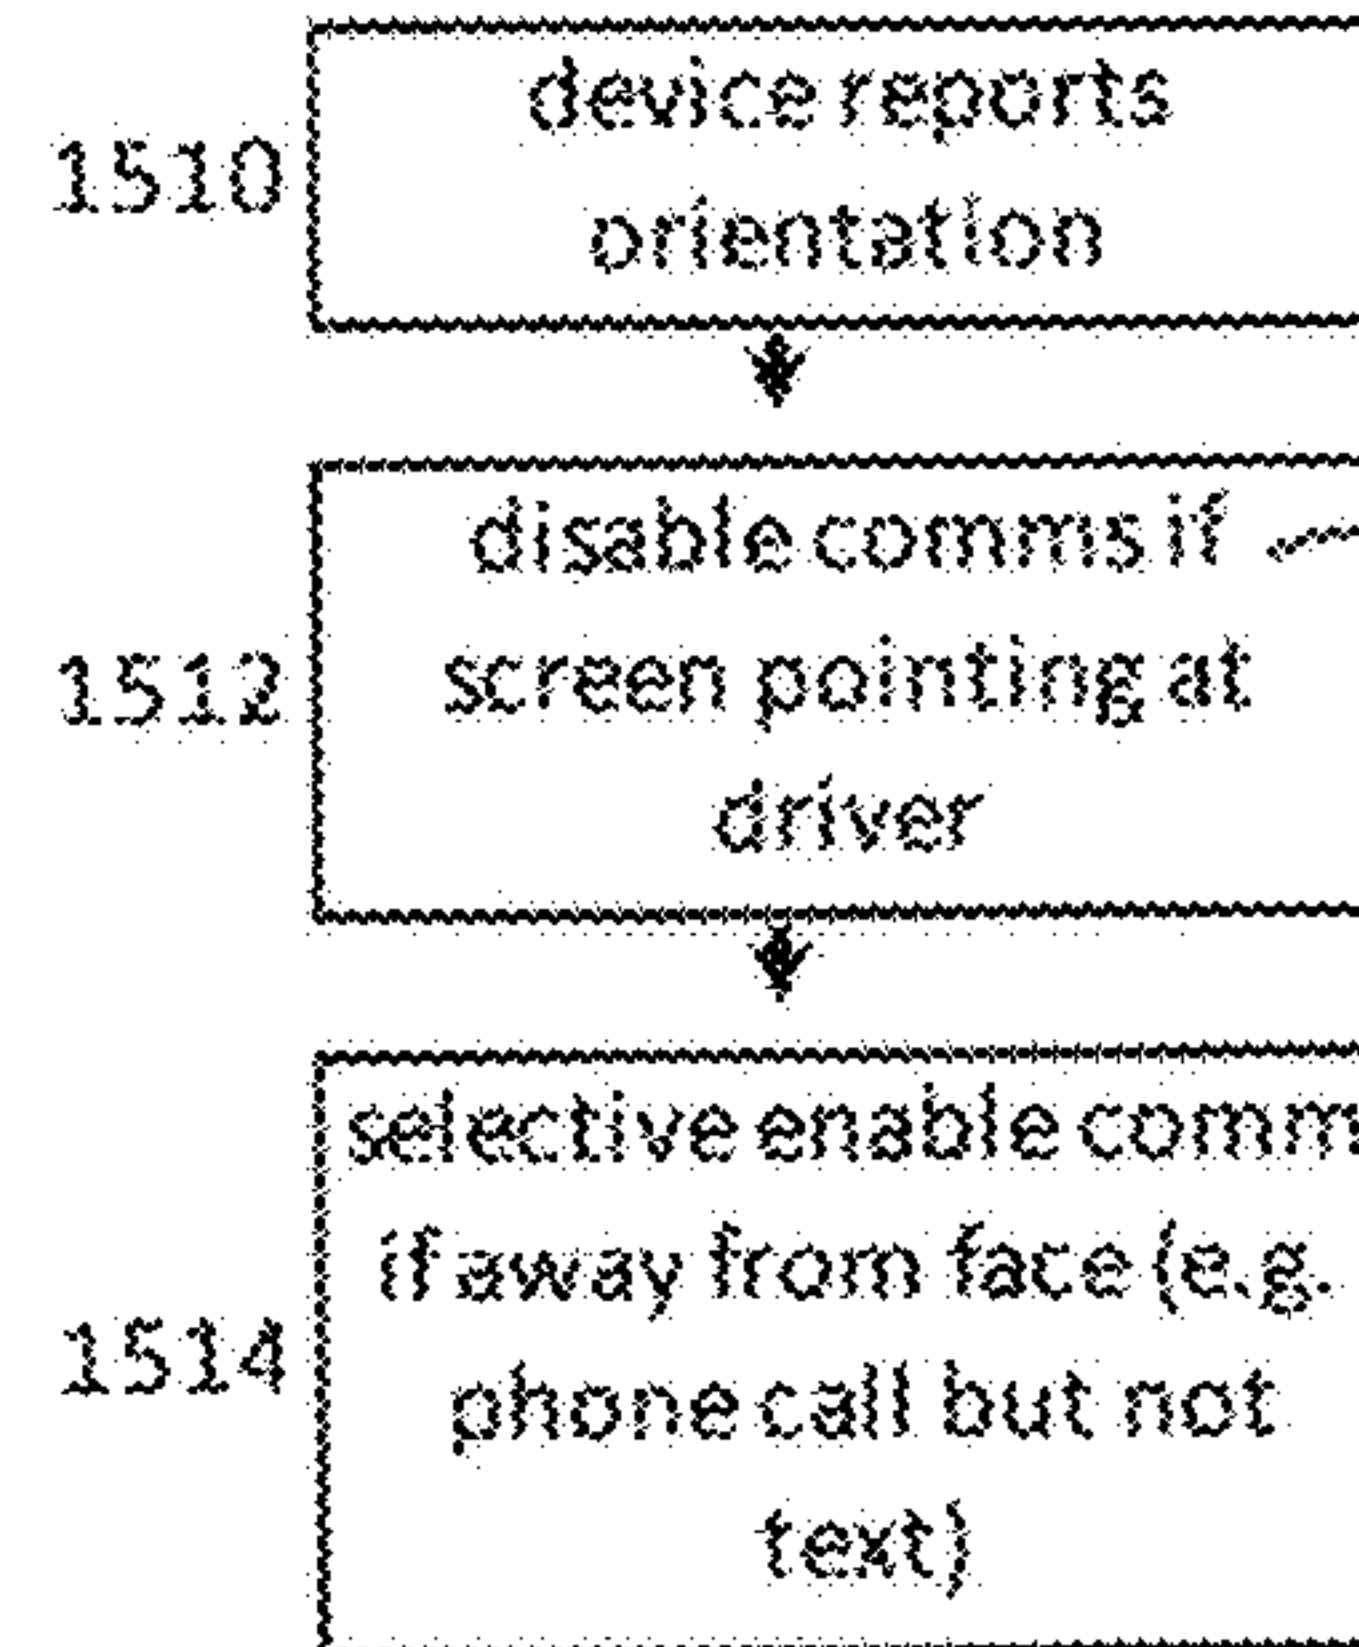 device reports
1510
orientation
disable comms if
screen pointing at
1512
driver
selective enable comm
if away from face (e.g.
1514
phone call but not
text)